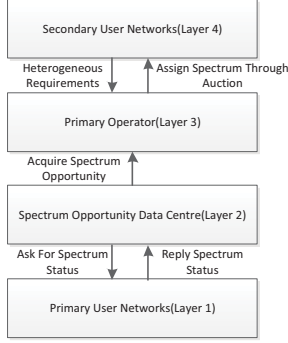 Secondary User Networks(Layer 4)
Heterogeneous
Requirements
Assign Spectrum Through
Auction
Primary Operator(Layer 3)
Acquire Spectrum
Opportunity
Spectrum Opportunity Data Centre(Layer 2)
Ask For Spectrum
Status
Reply Spectrum
Status
Primary User Networks(Layer 1)